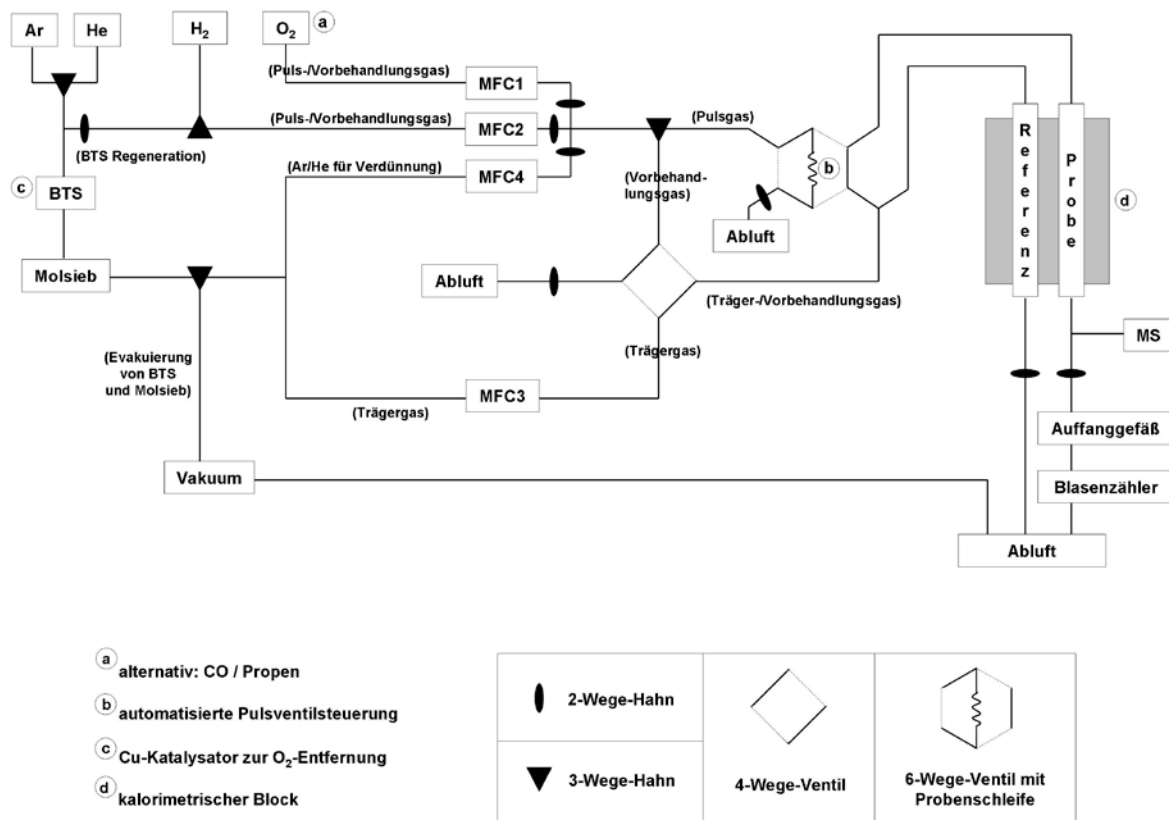 Ar
He
H₂
O₂
a
(Puls-/Vorbehandlungsgas)
MFC1
(Puls-/Vorbehandlungsgas)
MFC2
(BTS Regeneration)
(Ar/He für Verdünnung)
MFC4
(Pulsgas)
(Vorbehand-
lungsgas)
b
Abluft
c
BTS
Molsieb
Abluft
(Träger-/Vorbehandlungsgas)
(Trägergas)
(Evakuierung
von BTS
und Molsieb)
(Trägergas)
MFC3
Vakuum
Referenz
Probe
d
MS
Auffanggefäß
Blasenzähler
Abluft
a alternativ: CO / Propen
b automatisierte Pulsventilsteuerung
c Cu-Katalysator zur O₂-Entfernung
d kalorimetrischer Block
2-Wege-Hahn
3-Wege-Hahn
4-Wege-Ventil
6-Wege-Ventil mit
Probenschleife